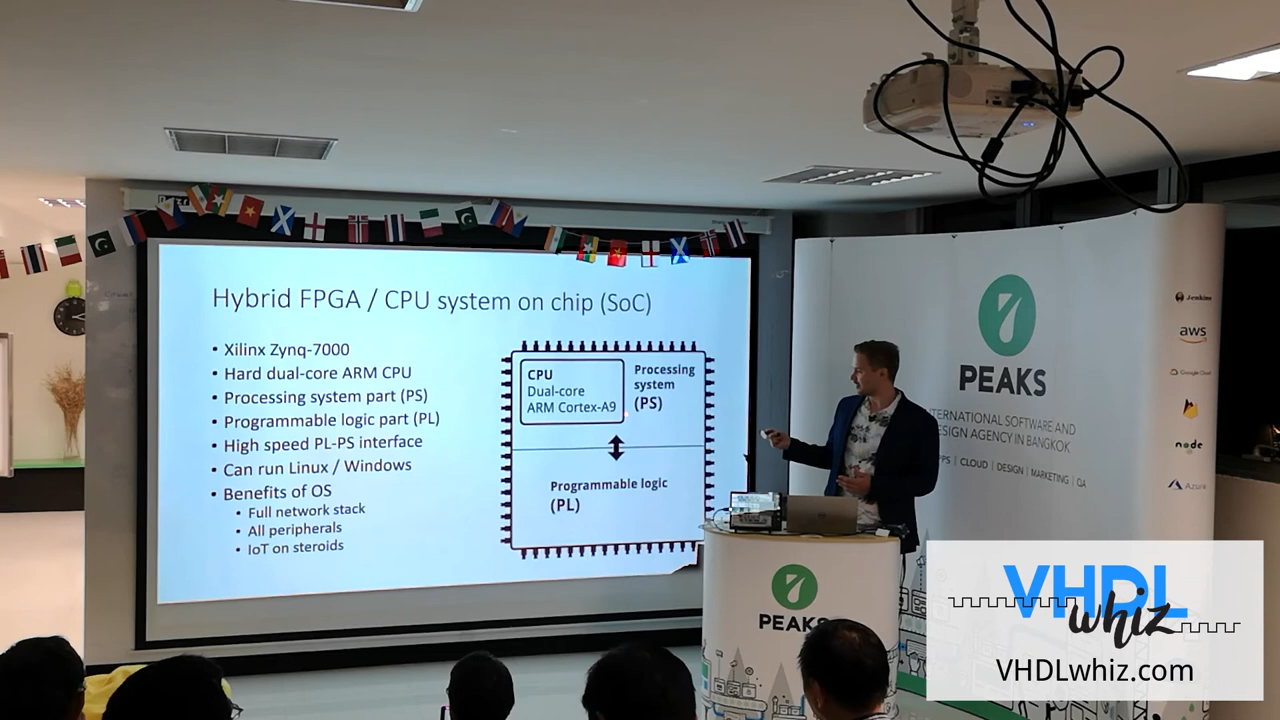 Hybrid FPGA / CPU system on chip (SoC)
• Xilinx Zynq-7000
• Hard dual-core ARM CPU
• Processing system part (PS)
• Programmable logic part (PL)
• High speed PL-PS interface
• Can run Linux / Windows
• Benefits of OS
• Full network stack
• All peripherals
• IoT on steroids
CPU
Dual-core
ARM Cortex-A9
Processing
system
(PS)
Programmable logic
(PL)
7
PEAKS
INTERNATIONAL SOFTWARE AND
DESIGN AGENCY IN BANGKOK
| CLOUD | DESIGN | MARKETING | QA
Jenkins
aws
Google Cloud
node
Azure
7
PEAKS
VHDL
whiz
VHDLwhiz.com